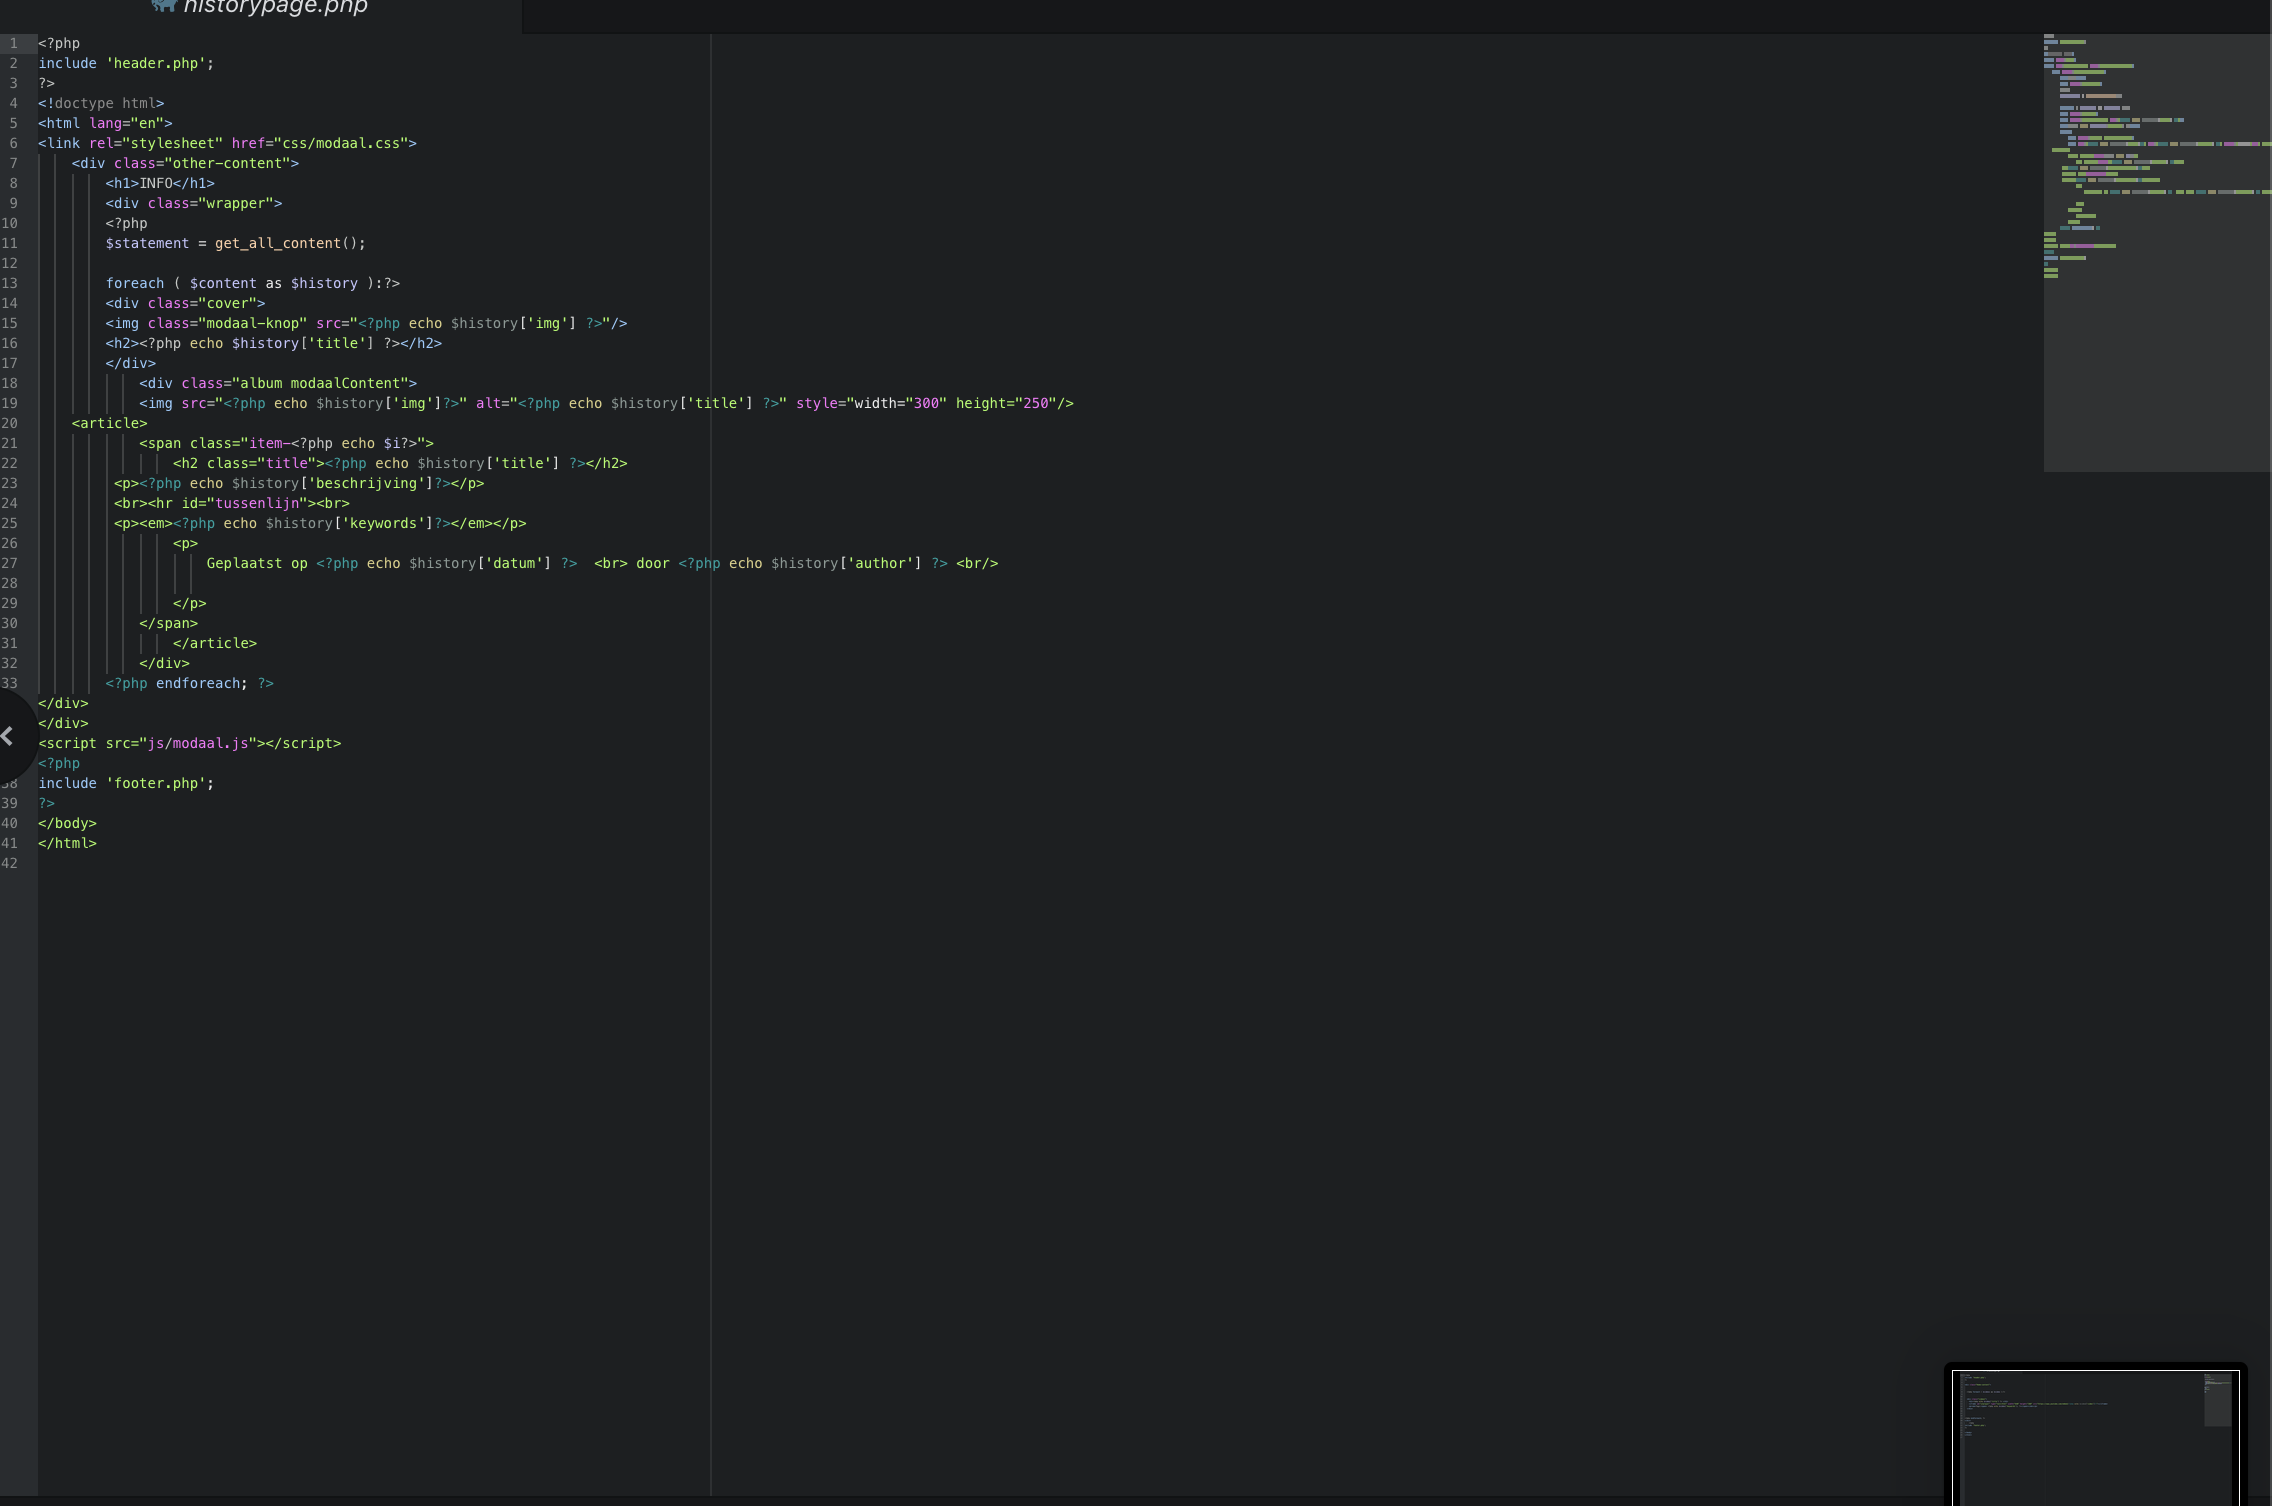 historypage.php
1 <?php
2 include 'header.php';
3 ?>
4 <!doctype html>
5 <html lang="en">
6 <link rel="stylesheet" href="css/modaal.css">
7 <div class="other-content">
8 <h1>INFO</h1>
9 <div class="wrapper">
10 <?php
11 $statement = get_all_content();
12
13 foreach ( $content as $history ):?>
14 <div class="cover">
15 <img class="modaal-knop" src="<?php echo $history['img'] ?>"/>
16 <h2><?php echo $history['title'] ?></h2>
17 </div>
18 <div class="album modaalContent">
19 <img src="<?php echo $history['img']?>" alt="<?php echo $history['title'] ?>" style="width="300" height="250"/>
20 <article>
21 <span class="item-<?php echo $i?>">
22 <h2 class="title"><?php echo $history['title'] ?></h2>
23 <p><?php echo $history['beschrijving']?></p>
24 <br><hr id="tussenlijn"><br>
25 <p><em><?php echo $history['keywords']?></em></p>
26 <p>
27 Geplaatst op <?php echo $history['datum'] ?>  <br> door <?php echo $history['author'] ?> <br/>
28
29 </p>
30 </span>
31 </article>
32 </div>
33 <?php endforeach; ?>
</div>
</div>
<script src="js/modaal.js"></script>
<?php
38 include 'footer.php';
39 ?>
40 </body>
41 </html>
42